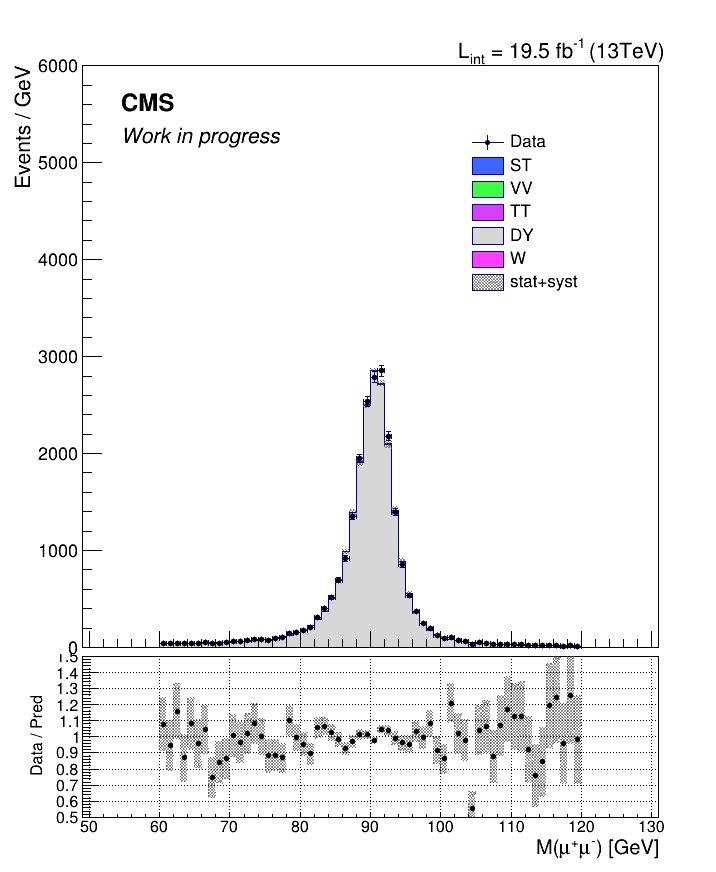 L_int = 19.5 fb⁻¹ (13TeV)
Events / GeV
6000
5000
4000
3000
2000
1000
0
CMS
Work in progress
Data
ST
VV
TT
DY
W
stat+syst
Data / Pred
1.5
1.4
1.3
1.2
1.1
1
0.9
0.8
0.7
0.6
0.5
50 60 70 80 90 100 110 120 130
M(μ⁺μ⁻) [GeV]